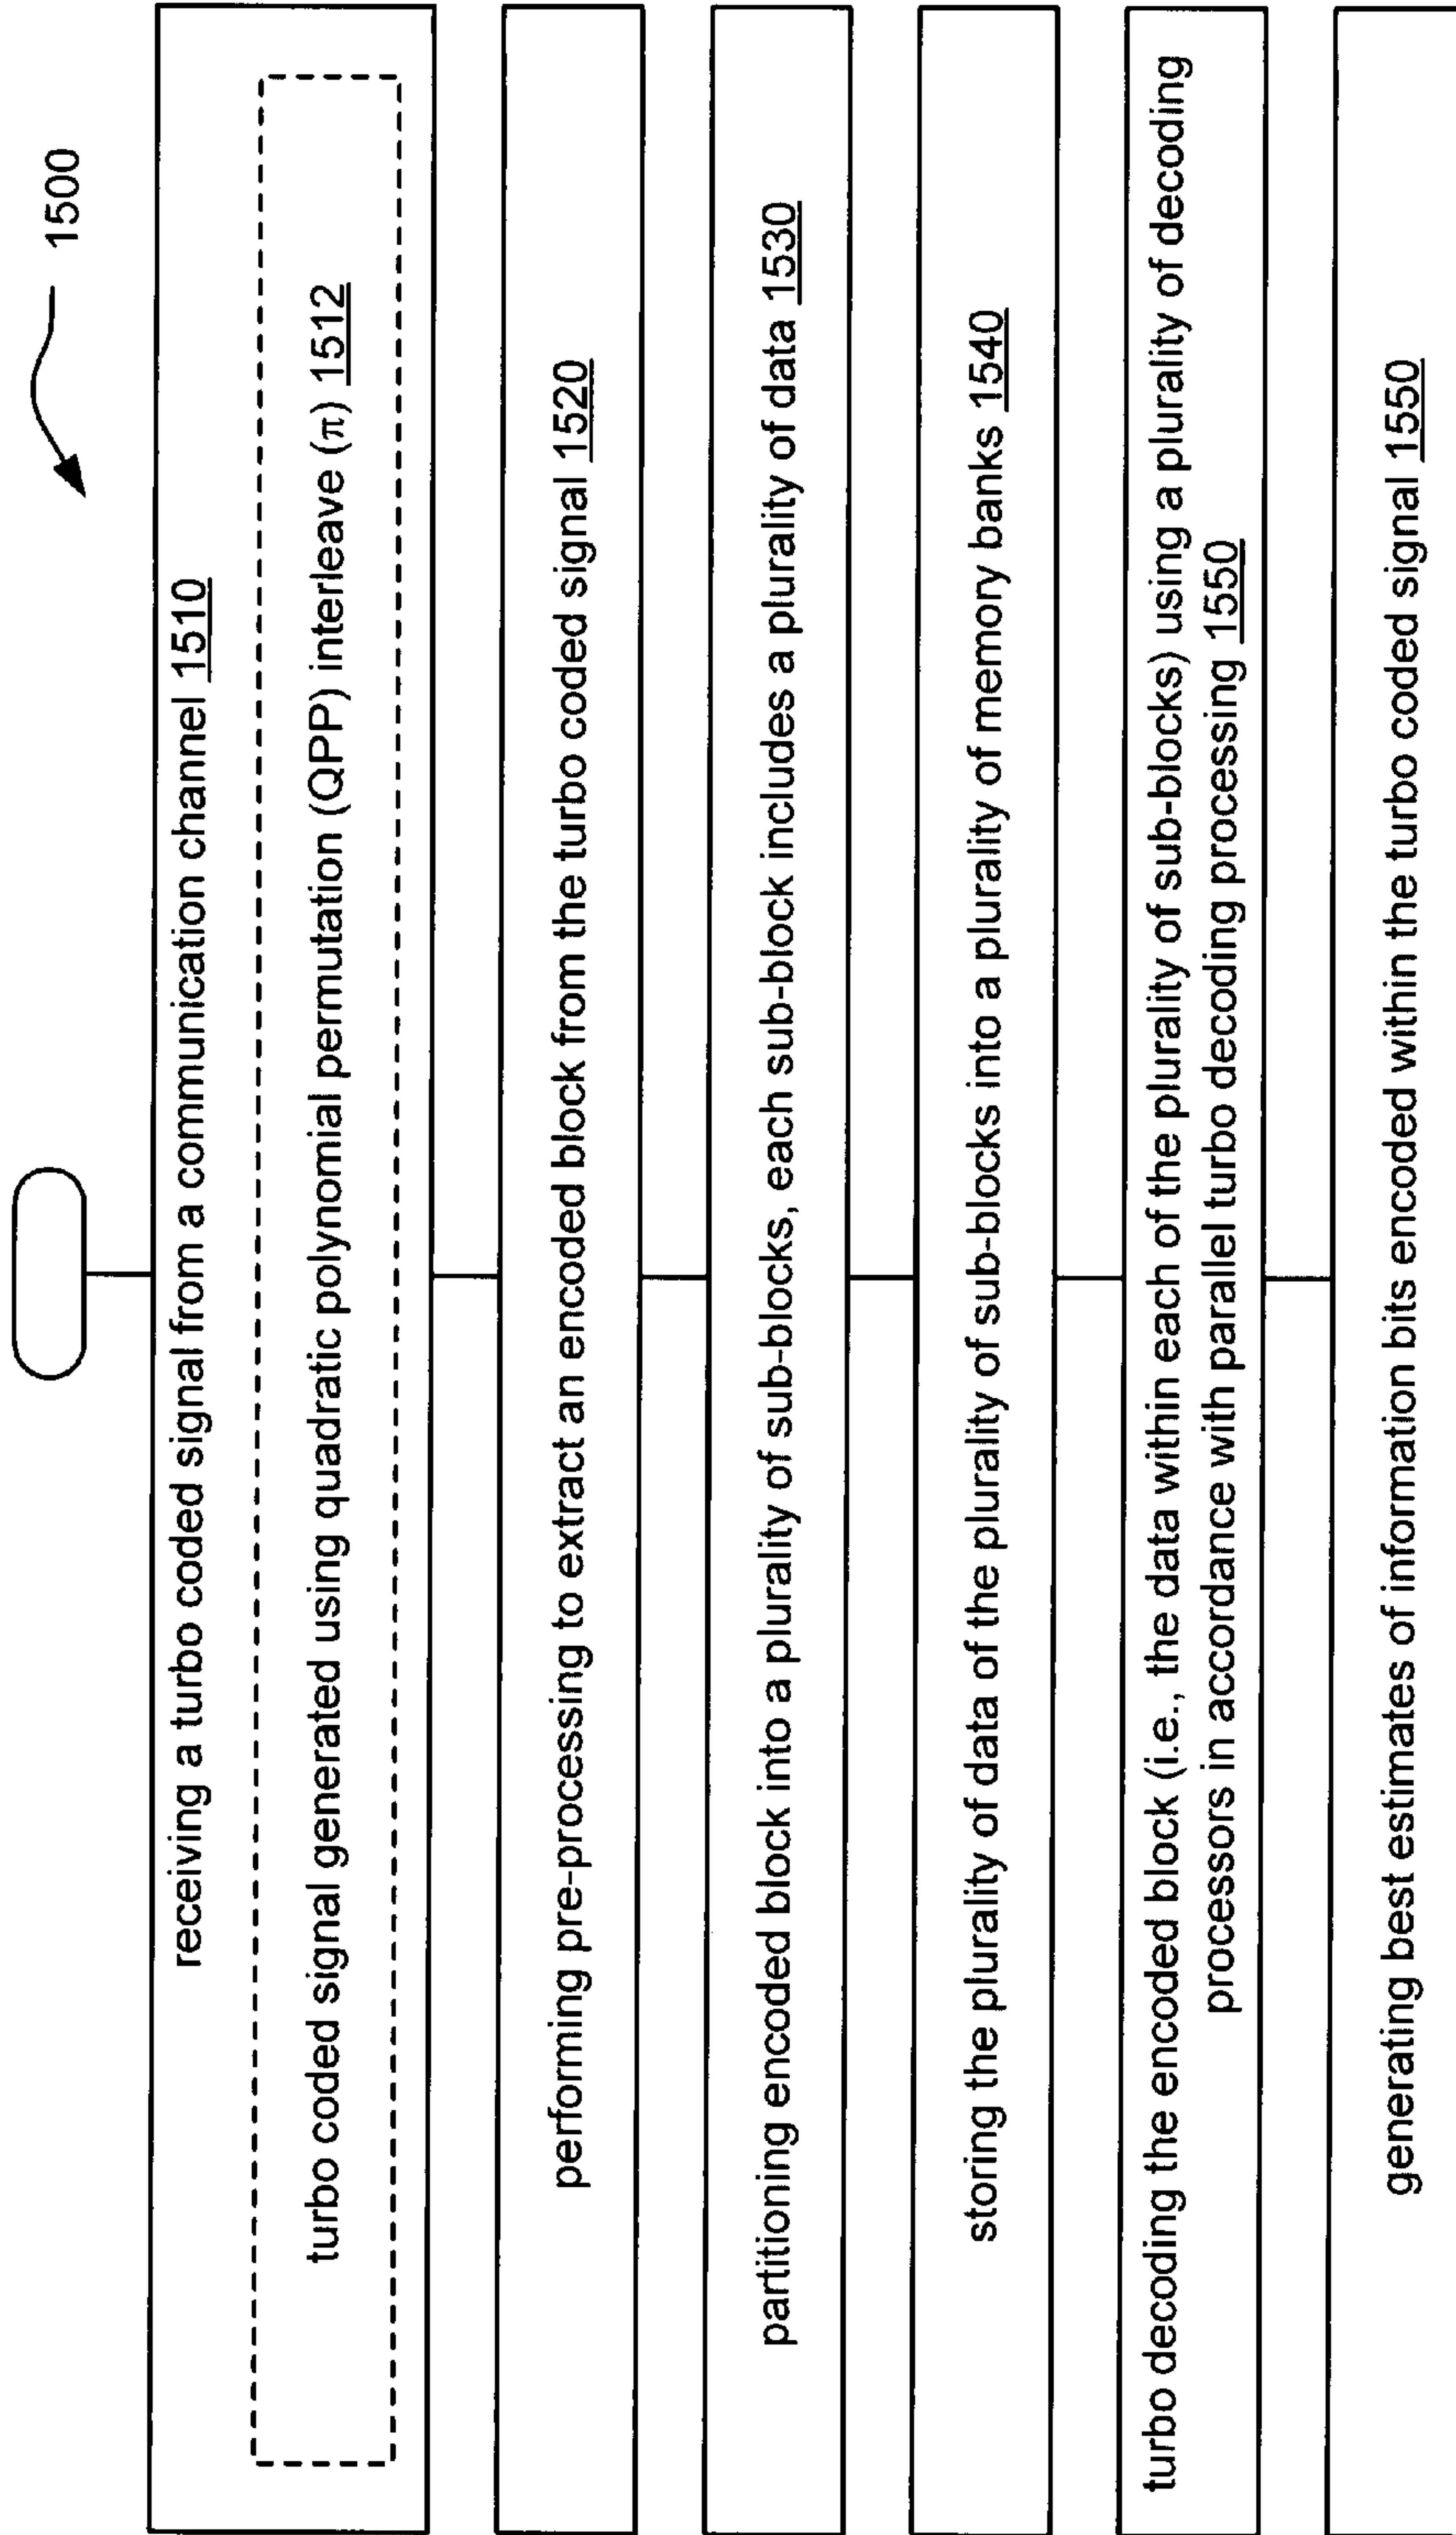 1500
receiving a turbo coded signal from a communication channel 1510
turbo coded signal generated using quadratic polynomial permutation (QPP) interleave (π) 1512
performing pre-processing to extract an encoded block from the turbo coded signal 1520
partitioning encoded block into a plurality of sub-blocks, each sub-block includes a plurality of data 1530
storing the plurality of data of the plurality of sub-blocks into a plurality of memory banks 1540
turbo decoding the encoded block (i.e., the data within each of the plurality of sub-blocks) using a plurality of decoding
processors in accordance with parallel turbo decoding processing 1550
generating best estimates of information bits encoded within the turbo coded signal 1550